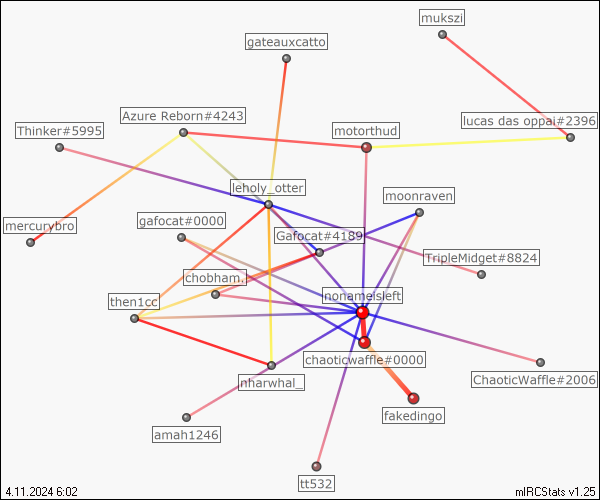 mukszi
gateauxcatto
Azure Reborn#4243
lucas das oppai#2396
Thinker#5995
motorthud
leholy_otter
moonraven
gafocat#0000
mercurybro
Gafocat#4189
TripleMidget#8824
chobham.
nonameisleft
then1cc
chaoticwaffle#0000
nharwhal_
ChaoticWaffle#2006
fakedingo
amah1246
tt532
4.11.2024 6:02
mIRCStats v1.25